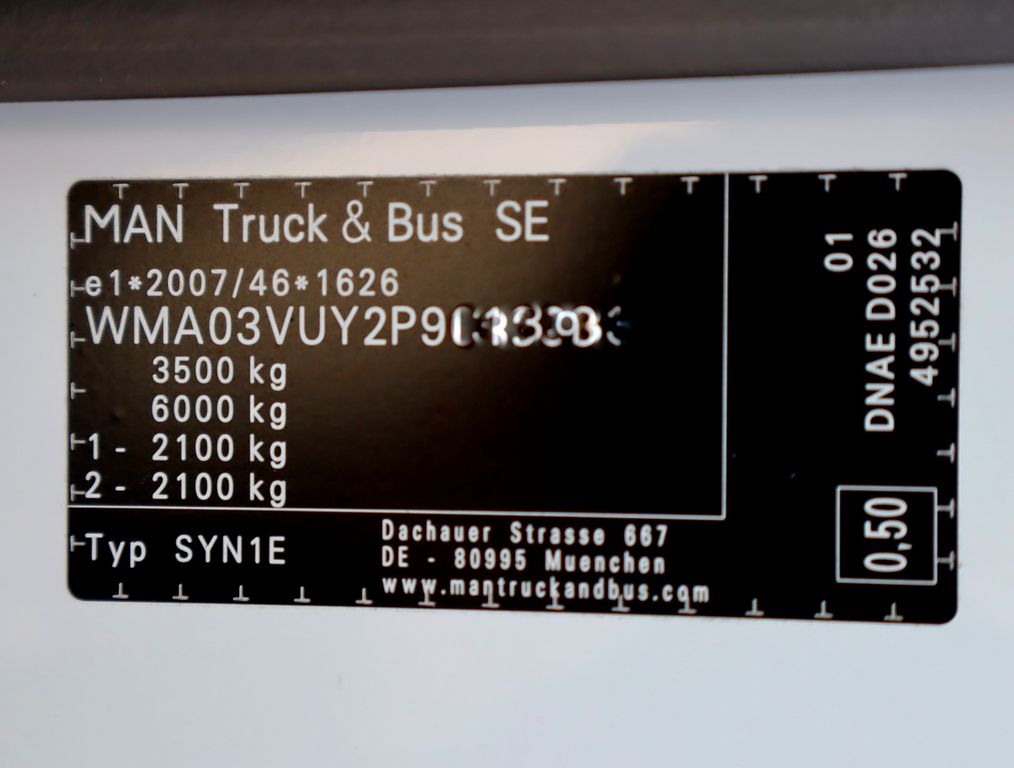 MAN Truck & Bus SE
e1*2007/46*1626
3500 kg
6000 kg
1 - 2100 kg
2 - 2100 kg
Typ SYN1E
Dachauer Strasse 667
DE - 80995 Muenchen
www.mantruckandbus.com
01
DNAE D026
4952532
0,50